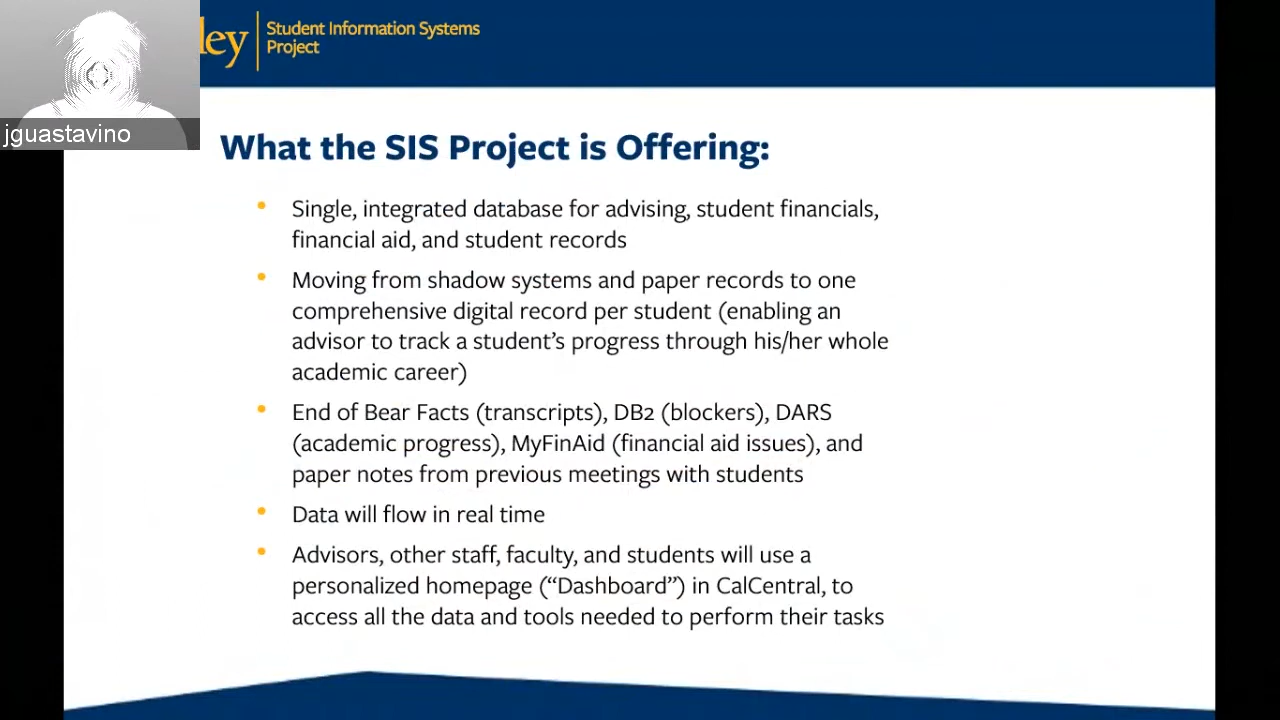 ley
Student Information Systems
Project
jguastavino
What the SIS Project is Offering:
• Single, integrated database for advising, student financials,
financial aid, and student records
• Moving from shadow systems and paper records to one
comprehensive digital record per student (enabling an
advisor to track a student’s progress through his/her whole
academic career)
• End of Bear Facts (transcripts), DB2 (blockers), DARS
(academic progress), MyFinAid (financial aid issues), and
paper notes from previous meetings with students
• Data will flow in real time
• Advisors, other staff, faculty, and students will use a
personalized homepage (“Dashboard”) in CalCentral, to
access all the data and tools needed to perform their tasks